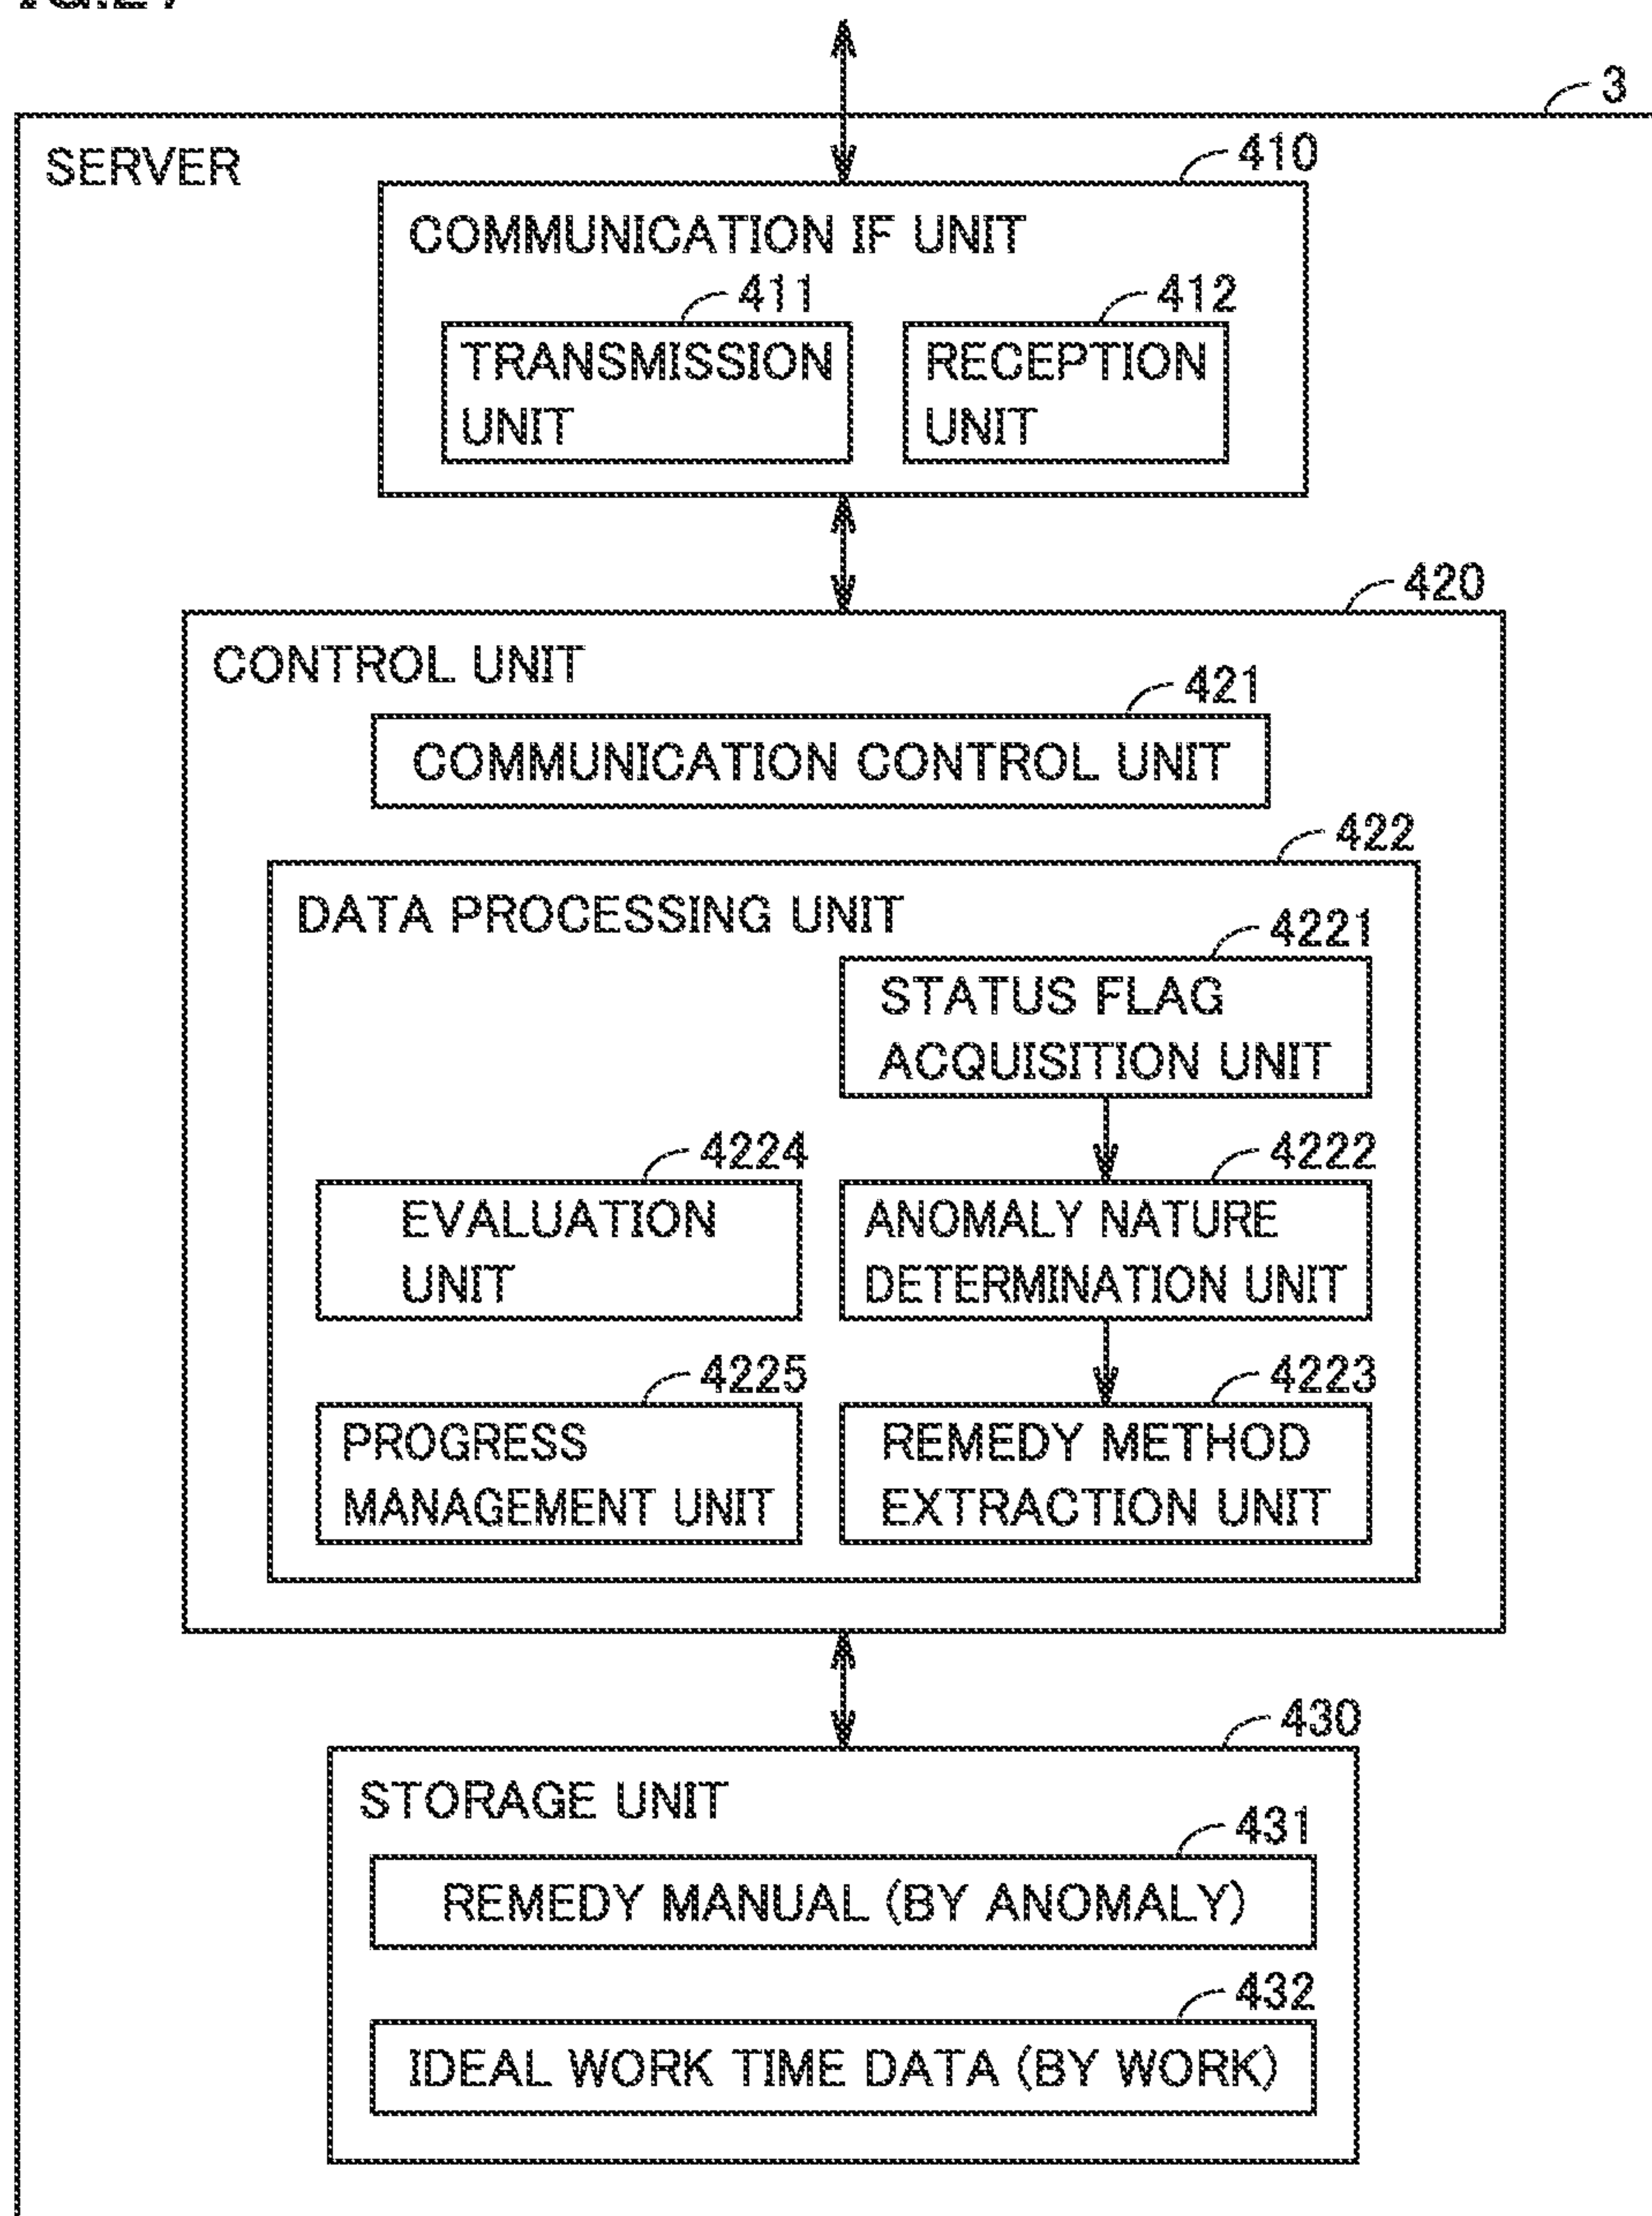 3
SERVER
410
COMMUNICATION IF UNIT
411
412
TRANSMISSION
UNIT
RECEPTION
UNIT
420
CONTROL UNIT
421
COMMUNICATION CONTROL UNIT
422
DATA PROCESSING UNIT
4221
STATUS FLAG
ACQUISITION UNIT
4224
EVALUATION
UNIT
4222
ANOMALY NATURE
DETERMINATION UNIT
4225
PROGRESS
MANAGEMENT UNIT
4223
REMEDY METHOD
EXTRACTION UNIT
430
STORAGE UNIT
431
REMEDY MANUAL (BY ANOMALY)
432
IDEAL WORK TIME DATA (BY WORK)